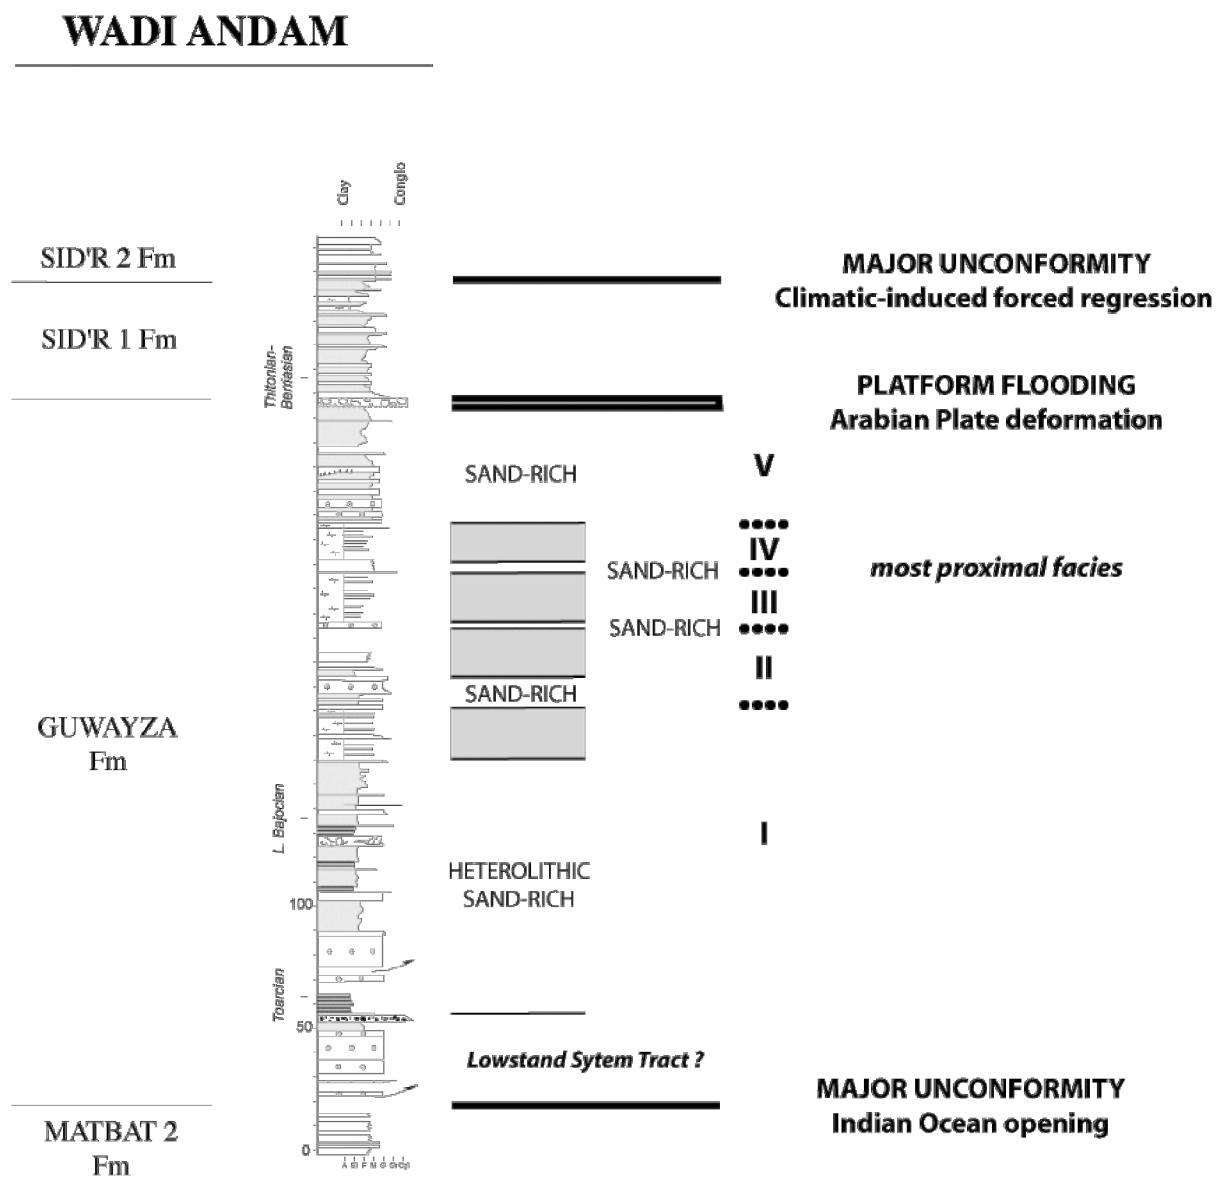 WADI ANDAM
Clay
Conglo
SID'R 2 Fm
MAJOR UNCONFORMITY
Climatic-induced forced regression
SID'R 1 Fm
Thitonian-
Berriasian
PLATFORM FLOODING
Arabian Plate deformation
SAND-RICH
V
IV
SAND-RICH
most proximal facies
III
SAND-RICH
II
SAND-RICH
GUWAYZA
Fm
L. Bajocian
I
HETEROLITHIC
SAND-RICH
100
Toarcian
50
Lowstand Sytem Tract ?
MAJOR UNCONFORMITY
Indian Ocean opening
MATBAT 2
Fm
0